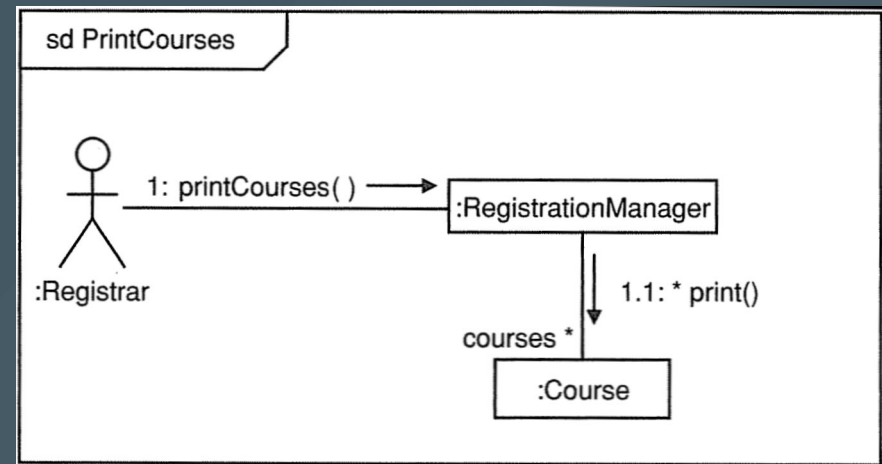 sd PrintCourses
1: printCourses( )
:RegistrationManager
:Registrar
1.1: * print()
courses *
:Course